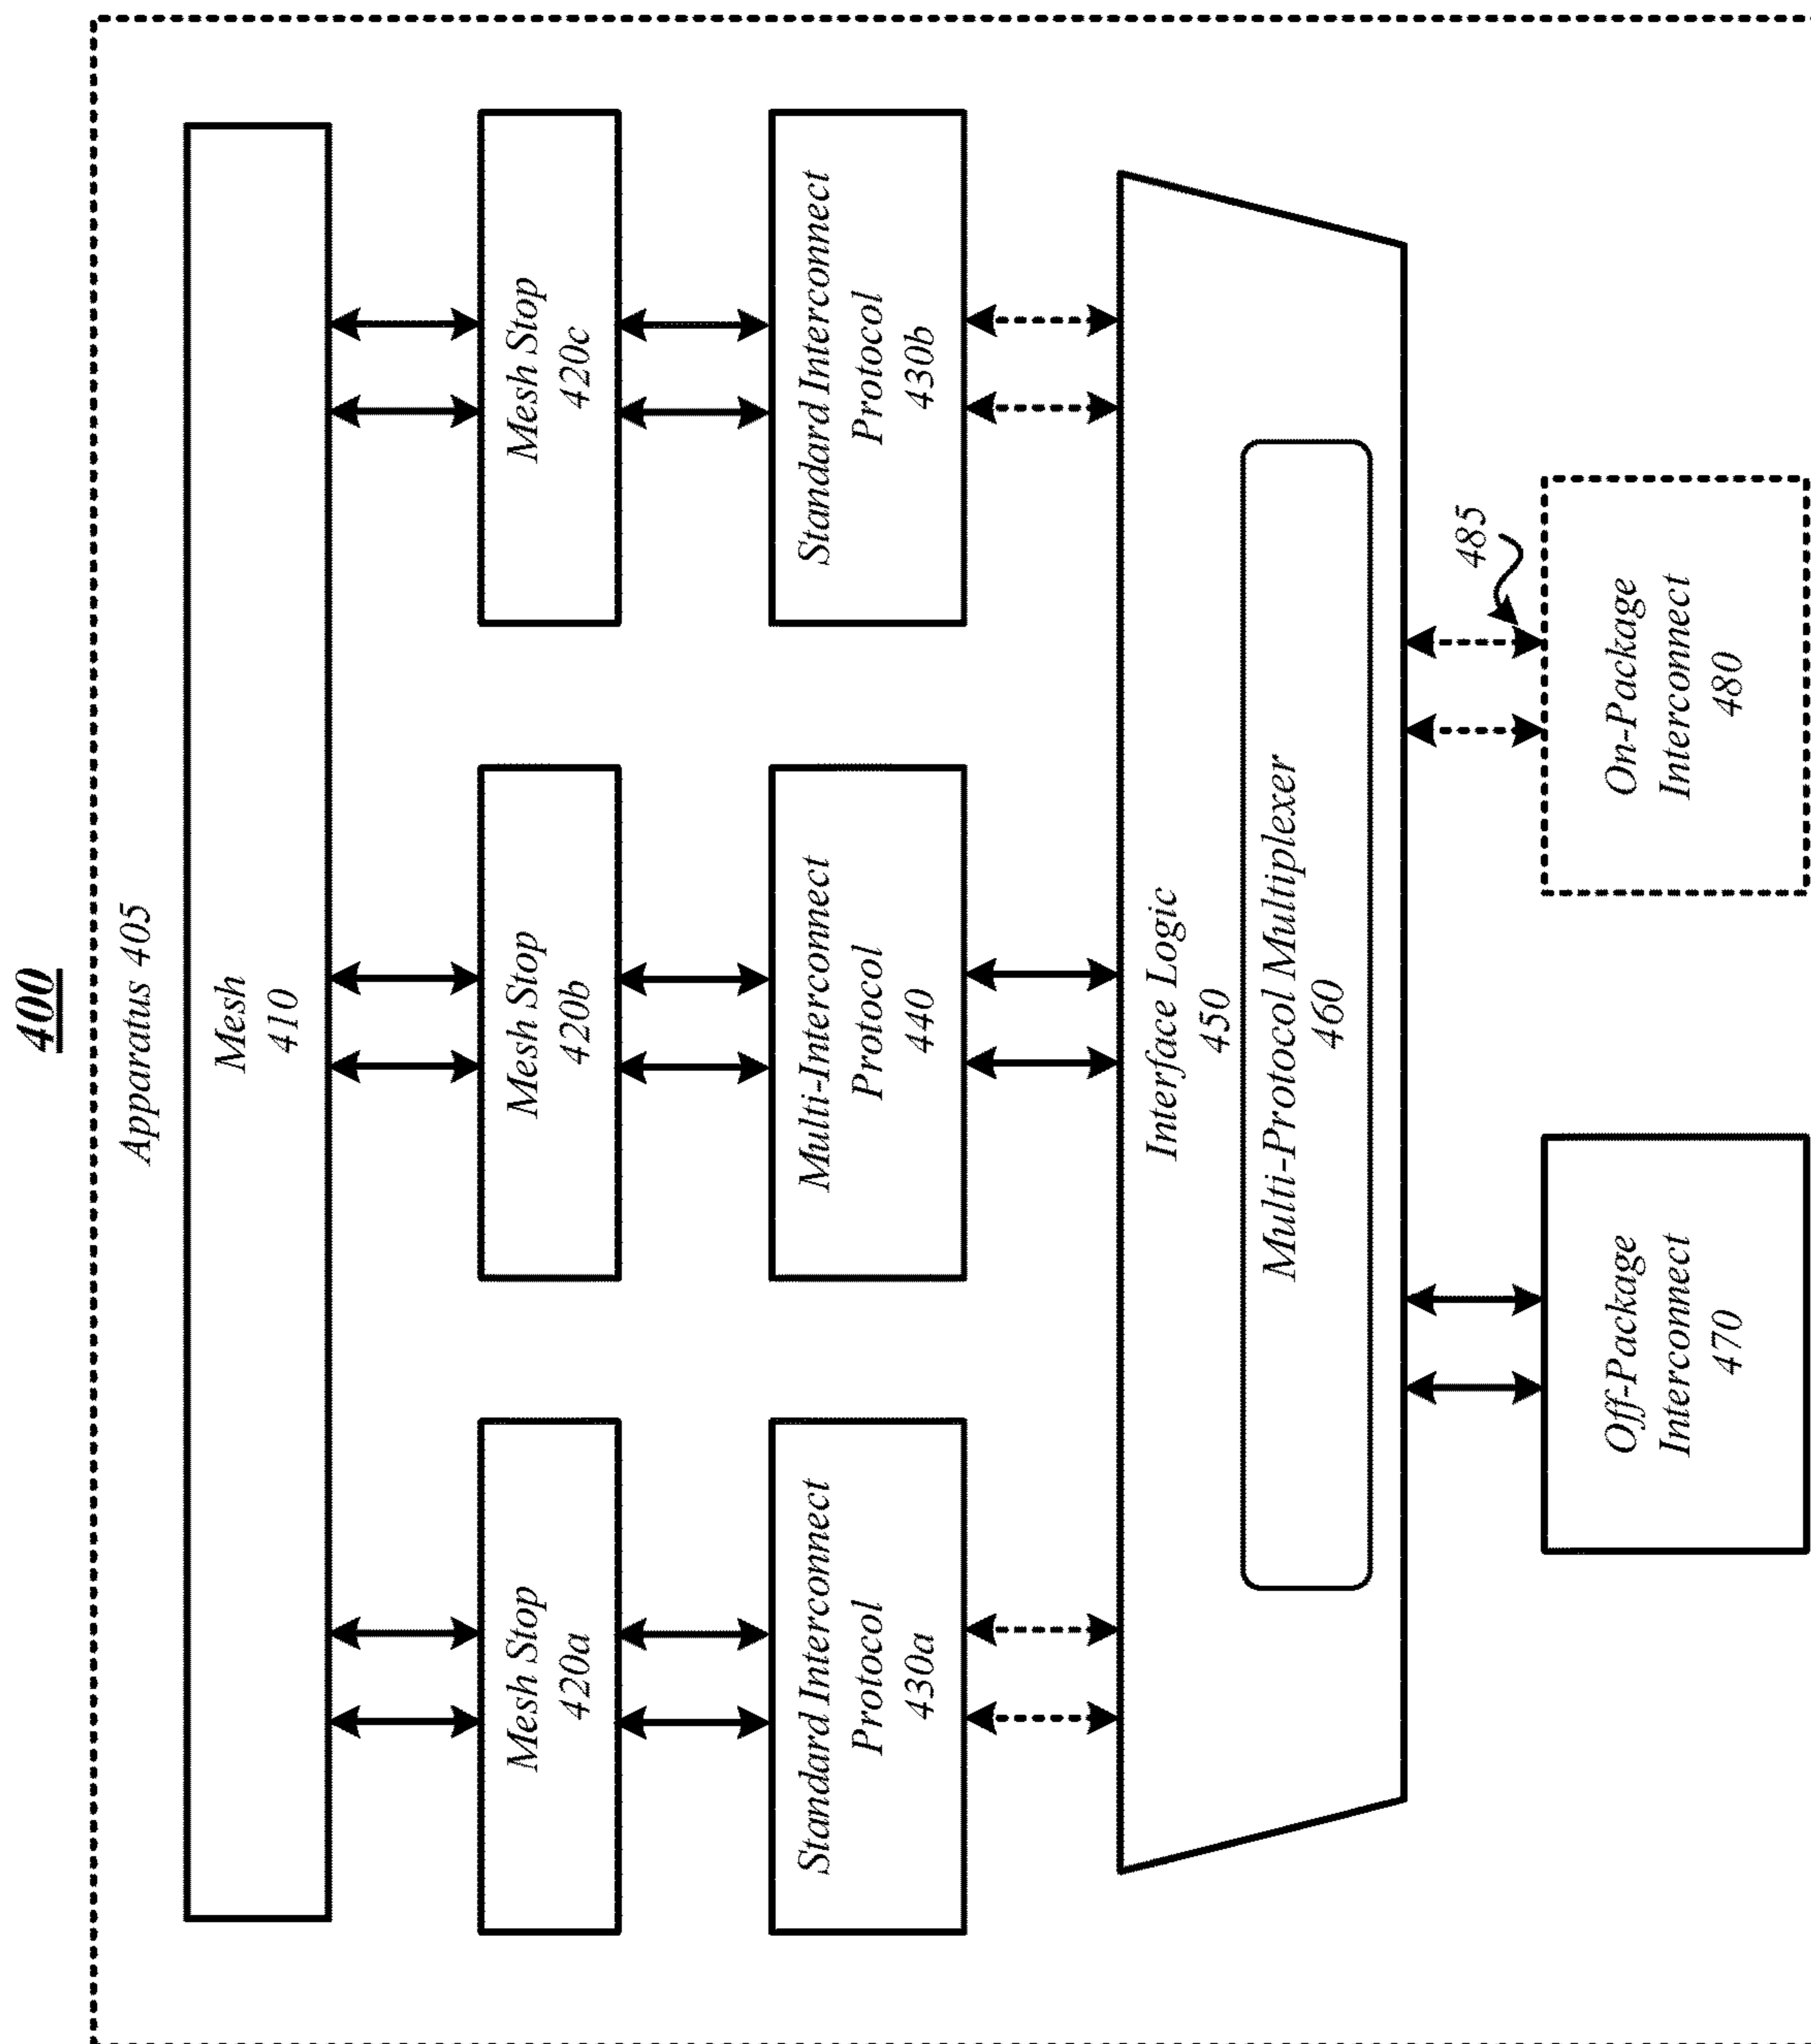 400
Apparatus 405
Mesh
410
Mesh Stop
420a
Mesh Stop
420b
Mesh Stop
420c
Standard Interconnect
Protocol
430a
Multi-Interconnect
Protocol
440
Standard Interconnect
Protocol
430b
Interface Logic
450
Multi-Protocol Multiplexer
460
485
Off-Package
Interconnect
470
On-Package
Interconnect
480